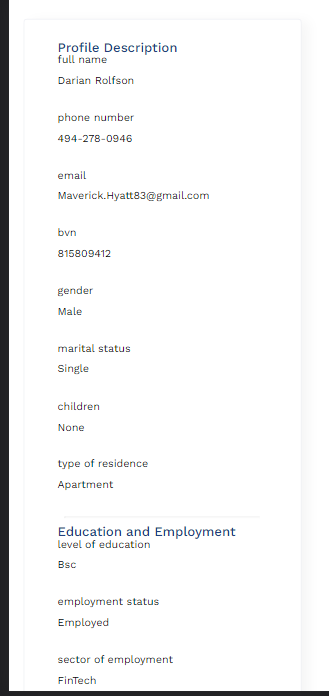 Profile Description
full name
Darian Rolfson
phone number
494-278-0946
email
Maverick.Hyatt83@gmail.com
bvn
815809412
gender
Male
marital status
Single
children
None
type of residence
Apartment
Education and Employment
level of education
Bsc
employment status
Employed
sector of employment
FinTech